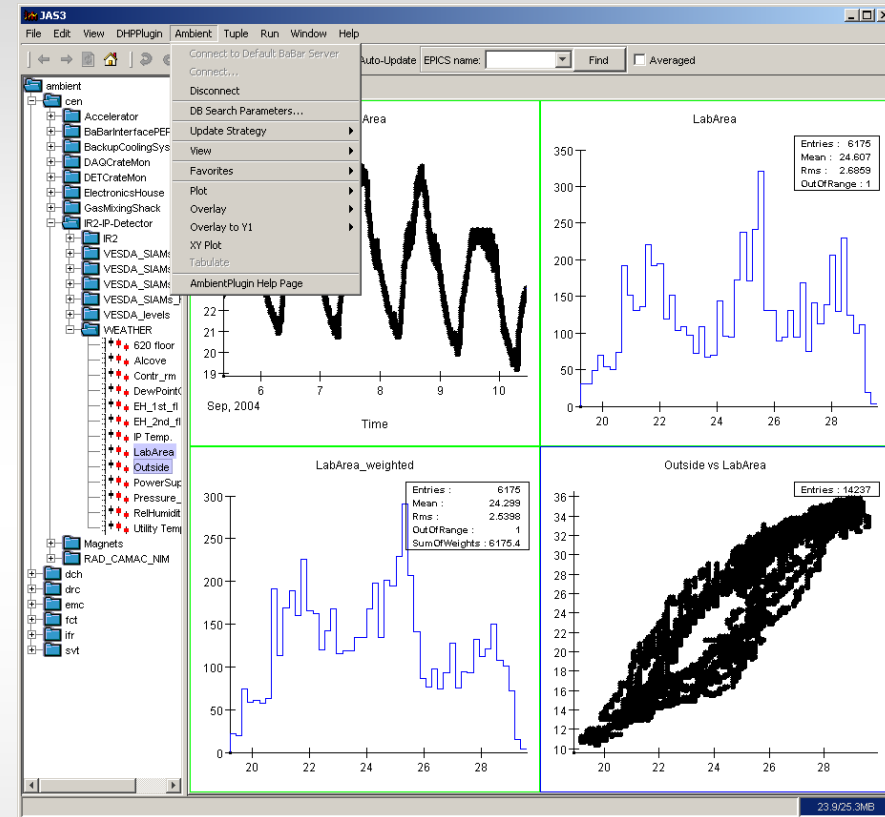 JAS3
File Edit View DHPPlugin Ambient Tuple Run Window Help
Auto-Update EPICS name: Find Averaged
Connect to Default BaBar Server
Connect...
Disconnect
DB Search Parameters...
Update Strategy
View
Favorites
Plot
Overlay
Overlay to Y1
XY Plot
Tabulate
AmbientPlugin Help Page
ambient
cen
Accelerator
BaBarInterfacePEP
BackupCoolingSys
DAQCrateMon
DETCrateMon
ElectronicsHouse
GasMixingShack
IR2-IP-Detector
IR2
VESDA_SIAMs
VESDA_SIAMs
VESDA_SIAMs
VESDA_SIAMs_
VESDA_levels
WEATHER
620 floor
Alcove
Contr_rm
DewPoint
EH_1st_fl
EH_2nd_fl
IP Temp.
LabArea
Outside
PowerSup
Pressure_
RelHumidit
Utility Tem
Magnets
RAD_CAMAC_NIM
dch
drc
emc
fct
ifr
svt
Area
22
21
20
19
6 7 8 9 10
Sep, 2004
Time
LabArea
Entries : 6175
Mean : 24.607
Rms : 2.6859
OutOfRange : 1
350
300
250
200
150
100
50
0
20 22 24 26 28
LabArea_weighted
Entries : 6175
Mean : 24.299
Rms : 2.5398
OutOfRange : 1
SumOfWeights : 6175.4
300
250
200
150
100
50
0
20 22 24 26 28
Outside vs LabArea
Entries : 14237
36
34
32
30
28
26
24
22
20
18
16
14
12
10
20 22 24 26 28
23.9/25.3MB